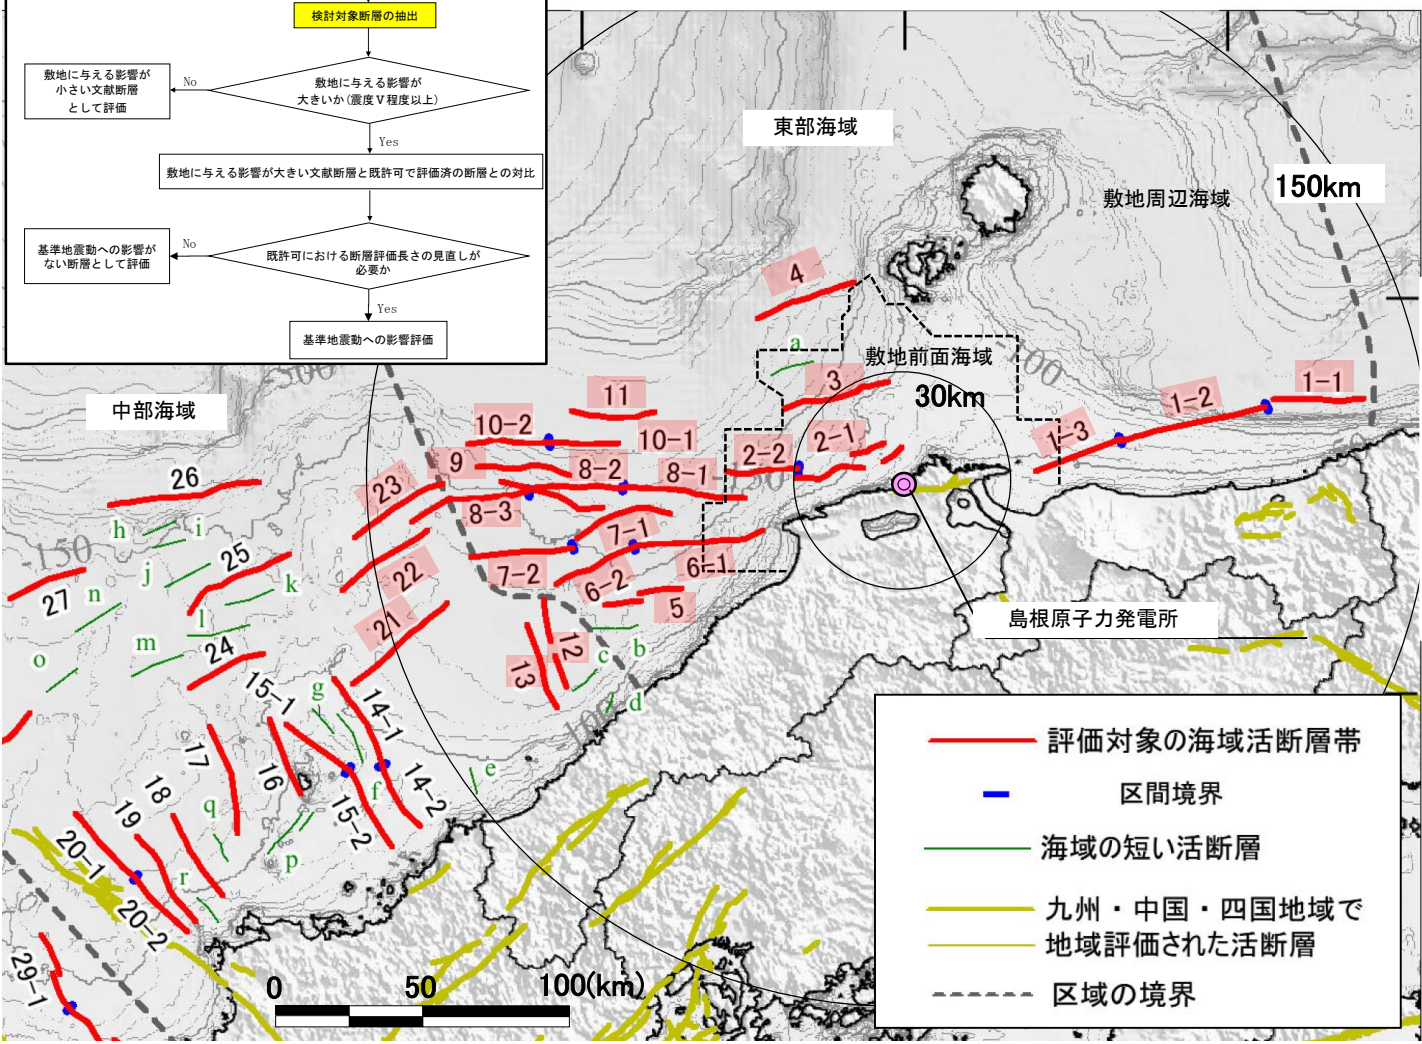 検討対象断層の抽出
敷地に与える影響が
大きいか(震度Ⅴ程度以上)
No
敷地に与える影響が
小さい文献断層
として評価
Yes
敷地に与える影響が大きい文献断層と既許可で評価済の断層との対比
既許可における断層評価長さの見直しが
必要か
No
基準地震動への影響が
ない断層として評価
Yes
基準地震動への影響評価
東部海域
敷地周辺海域
150km
4
a
敷地前面海域
3
30km
100
1-1
1-2
1-3
中部海域
300
11
10-2
10-1
2-2
2-1
9
8-2
8-1
150
26
23
8-3
h
i
7-1
150
25
j
k
22
7-2
6-2
6-1
27
n
5
l
21
島根原子力発電所
m
24
12
b
o
15-1
13
c
g
14-1
d
100
17
16
e
18
f
14-2
19
q
15-2
20-1
p
r
20-2
29-1
0
50
100(km)
評価対象の海域活断層帯
区間境界
海域の短い活断層
九州・中国・四国地域で
地域評価された活断層
区域の境界